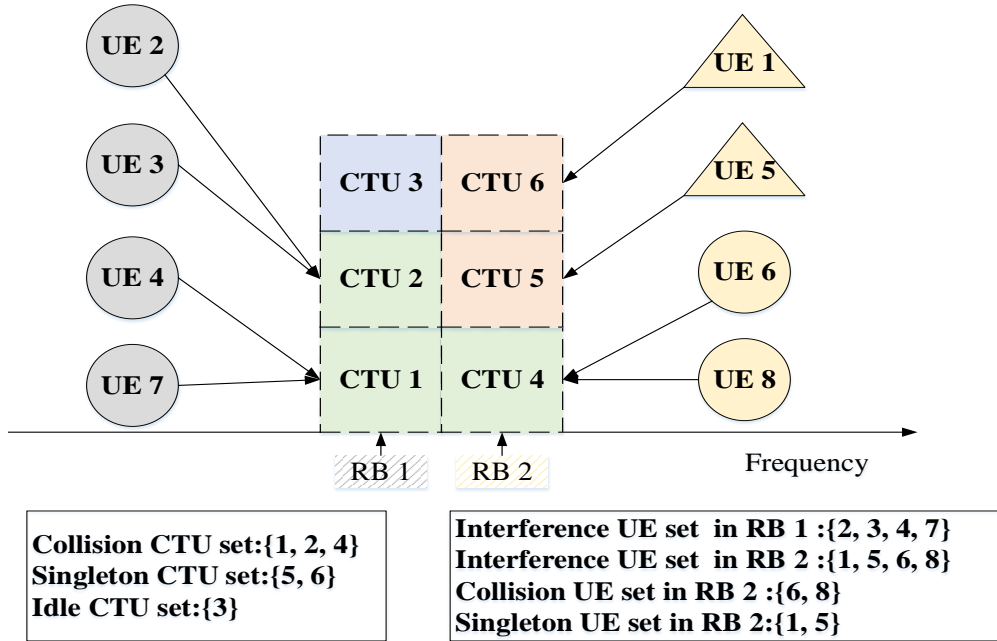 UE 2
UE 1
UE 3
UE 5
CTU 3
CTU 6
UE 4
CTU 2
CTU 5
UE 6
UE 7
CTU 1
CTU 4
UE 8
RB 1
RB 2
Frequency
Collision CTU set:{1, 2, 4}
Singleton CTU set:{5, 6}
Idle CTU set:{3}
Interference UE set in RB 1 :{2, 3, 4, 7}
Interference UE set in RB 2 :{1, 5, 6, 8}
Collision UE set in RB 2 :{6, 8}
Singleton UE set in RB 2:{1, 5}